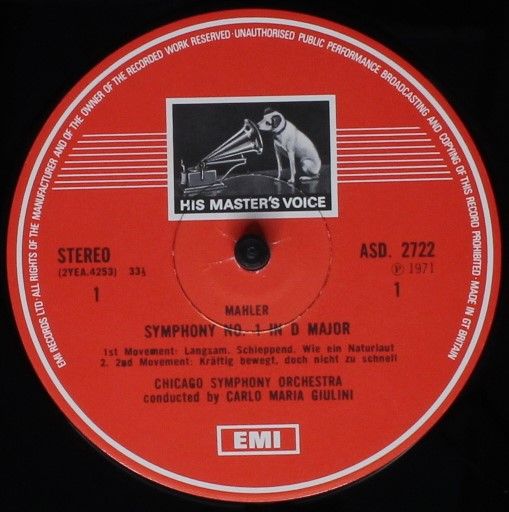 EMI RECORDS LTD·ALL RIGHTS OF THE MANUFACTURER AND OF THE OWNER OF THE RECORDED WORK RESERVED·UNAUTHORISED PUBLIC PERFORMANCE BROADCASTING AND COPYING OF THIS RECORD PROHIBITED·MADE IN GT BRITAIN
HIS MASTER'S VOICE
STEREO ASD. 2722
(2YEA.4253) 33⅓ Ⓟ 1971
1 1
MAHLER
SYMPHONY NO. 1 IN D MAJOR
1st Movement: Langsam. Schleppend. Wie ein Naturlaut
2. 2nd Movement: Kräftig bewegt, doch nicht zu schnell
CHICAGO SYMPHONY ORCHESTRA
conducted by CARLO MARIA GIULINI
EMI